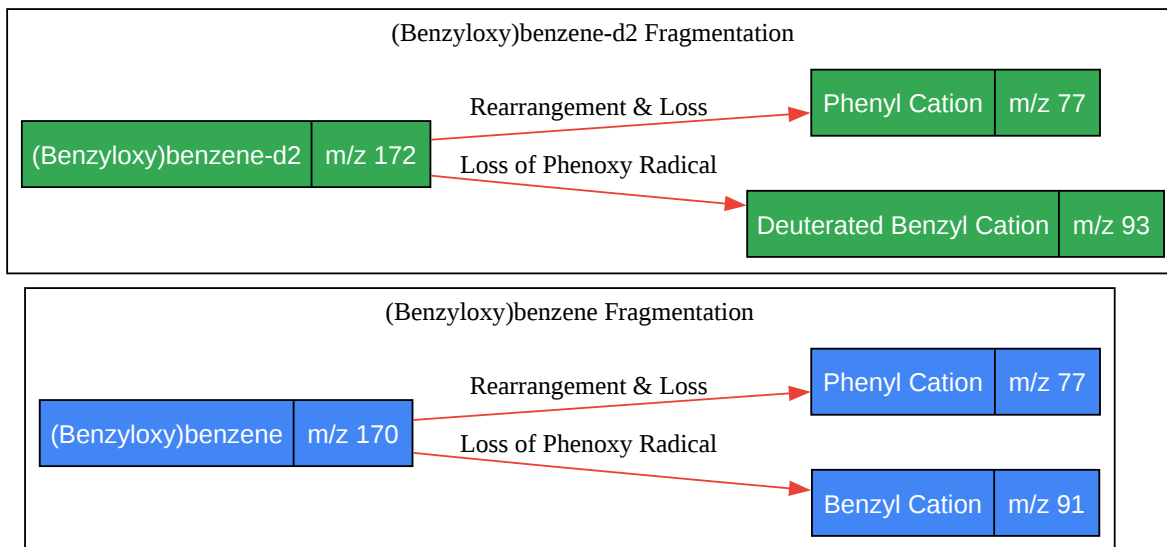 (Benzyloxy)benzene-d2 Fragmentation
(Benzyloxy)benzene-d2 m/z 172
Rearrangement & Loss
Loss of Phenoxy Radical
Phenyl Cation m/z 77
Deuterated Benzyl Cation m/z 93
(Benzyloxy)benzene Fragmentation
(Benzyloxy)benzene m/z 170
Rearrangement & Loss
Loss of Phenoxy Radical
Phenyl Cation m/z 77
Benzyl Cation m/z 91